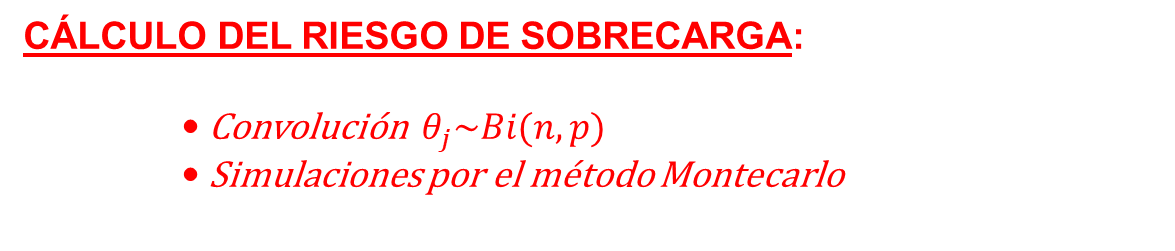 CÁLCULO DEL RIESGO DE SOBRECARGA:
• Convolución θⱼ~Bi(n, p)
• Simulaciones por el método Montecarlo